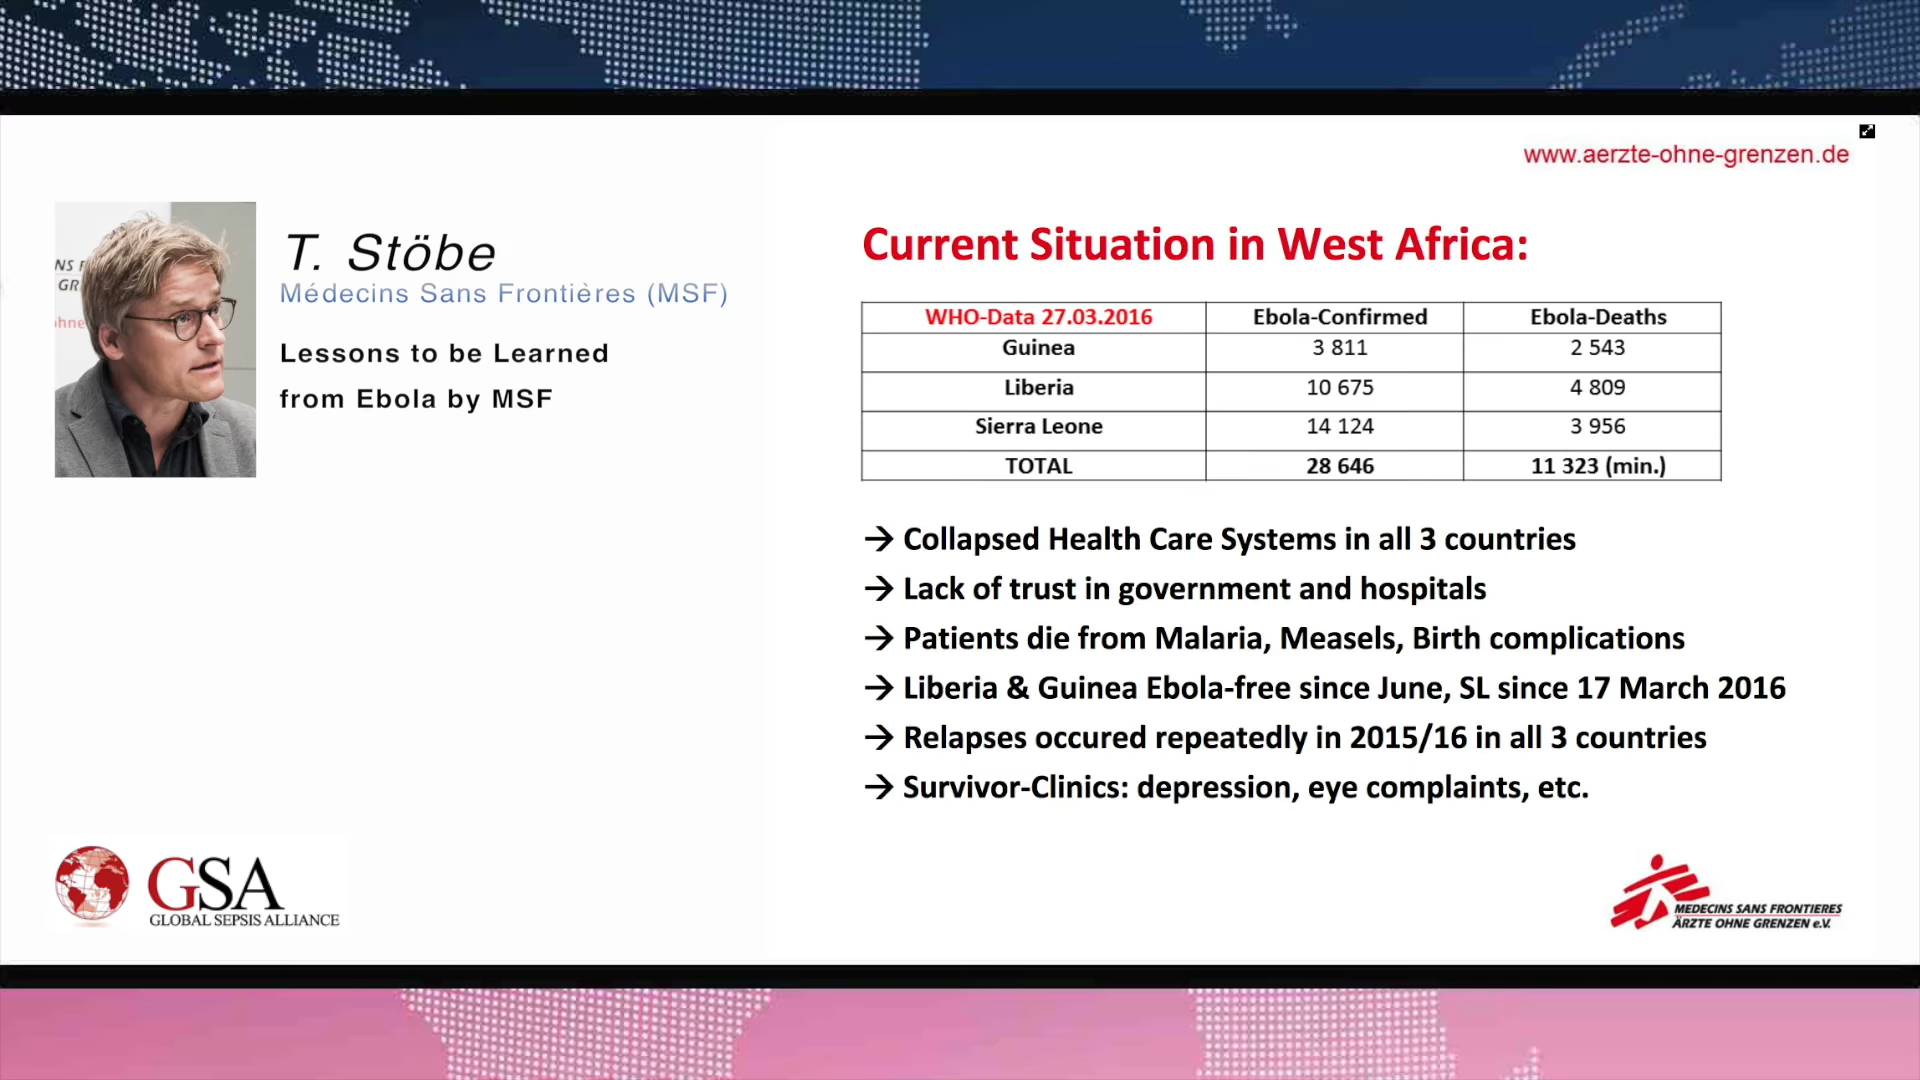 www.aerzte-ohne-grenzen.de
NS F
GR
ohne
T. Stöbe
Médecins Sans Frontières (MSF)
Lessons to be Learned
from Ebola by MSF
Current Situation in West Africa:
WHO-Data 27.03.2016 Ebola-Confirmed Ebola-Deaths
Guinea 3 811 2 543
Liberia 10 675 4 809
Sierra Leone 14 124 3 956
TOTAL 28 646 11 323 (min.)
→ Collapsed Health Care Systems in all 3 countries
→ Lack of trust in government and hospitals
→ Patients die from Malaria, Measels, Birth complications
→ Liberia & Guinea Ebola-free since June, SL since 17 March 2016
→ Relapses occured repeatedly in 2015/16 in all 3 countries
→ Survivor-Clinics: depression, eye complaints, etc.
GSA
GLOBAL SEPSIS ALLIANCE
MEDECINS SANS FRONTIERES
ÄRZTE OHNE GRENZEN e.V.